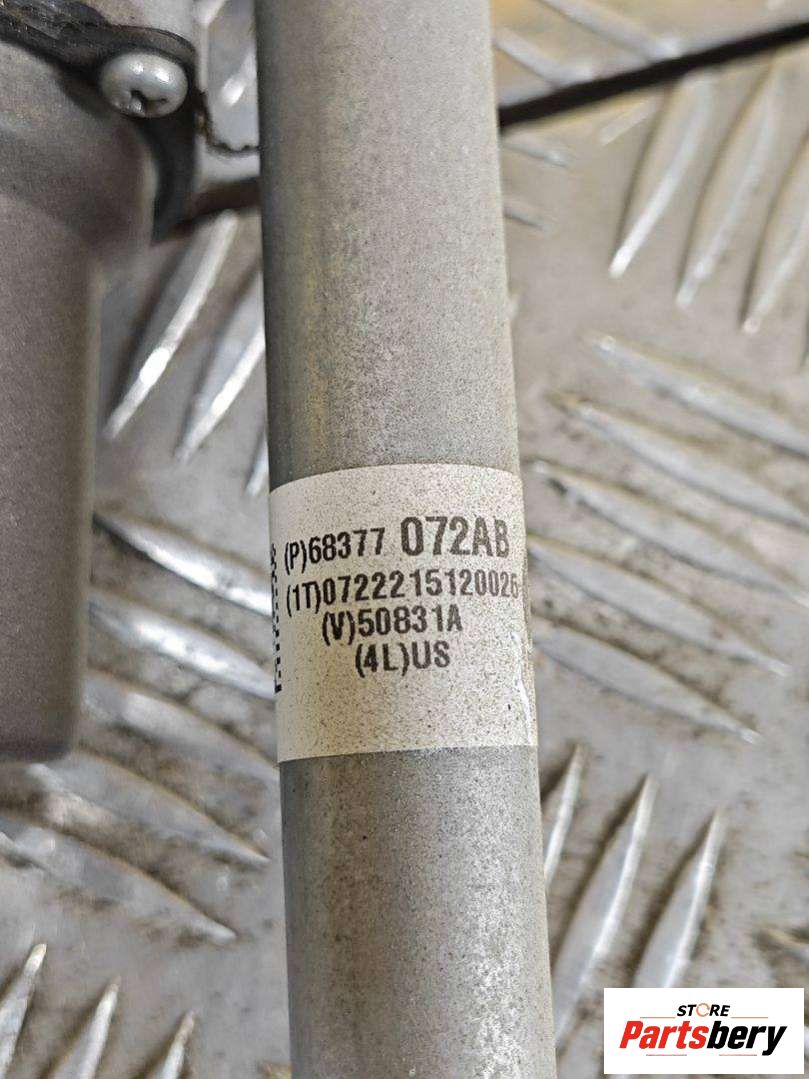 (P)68377 072AB
(1T)0722215120026
(V)50831A
(4L)US
STORE
Partsbery